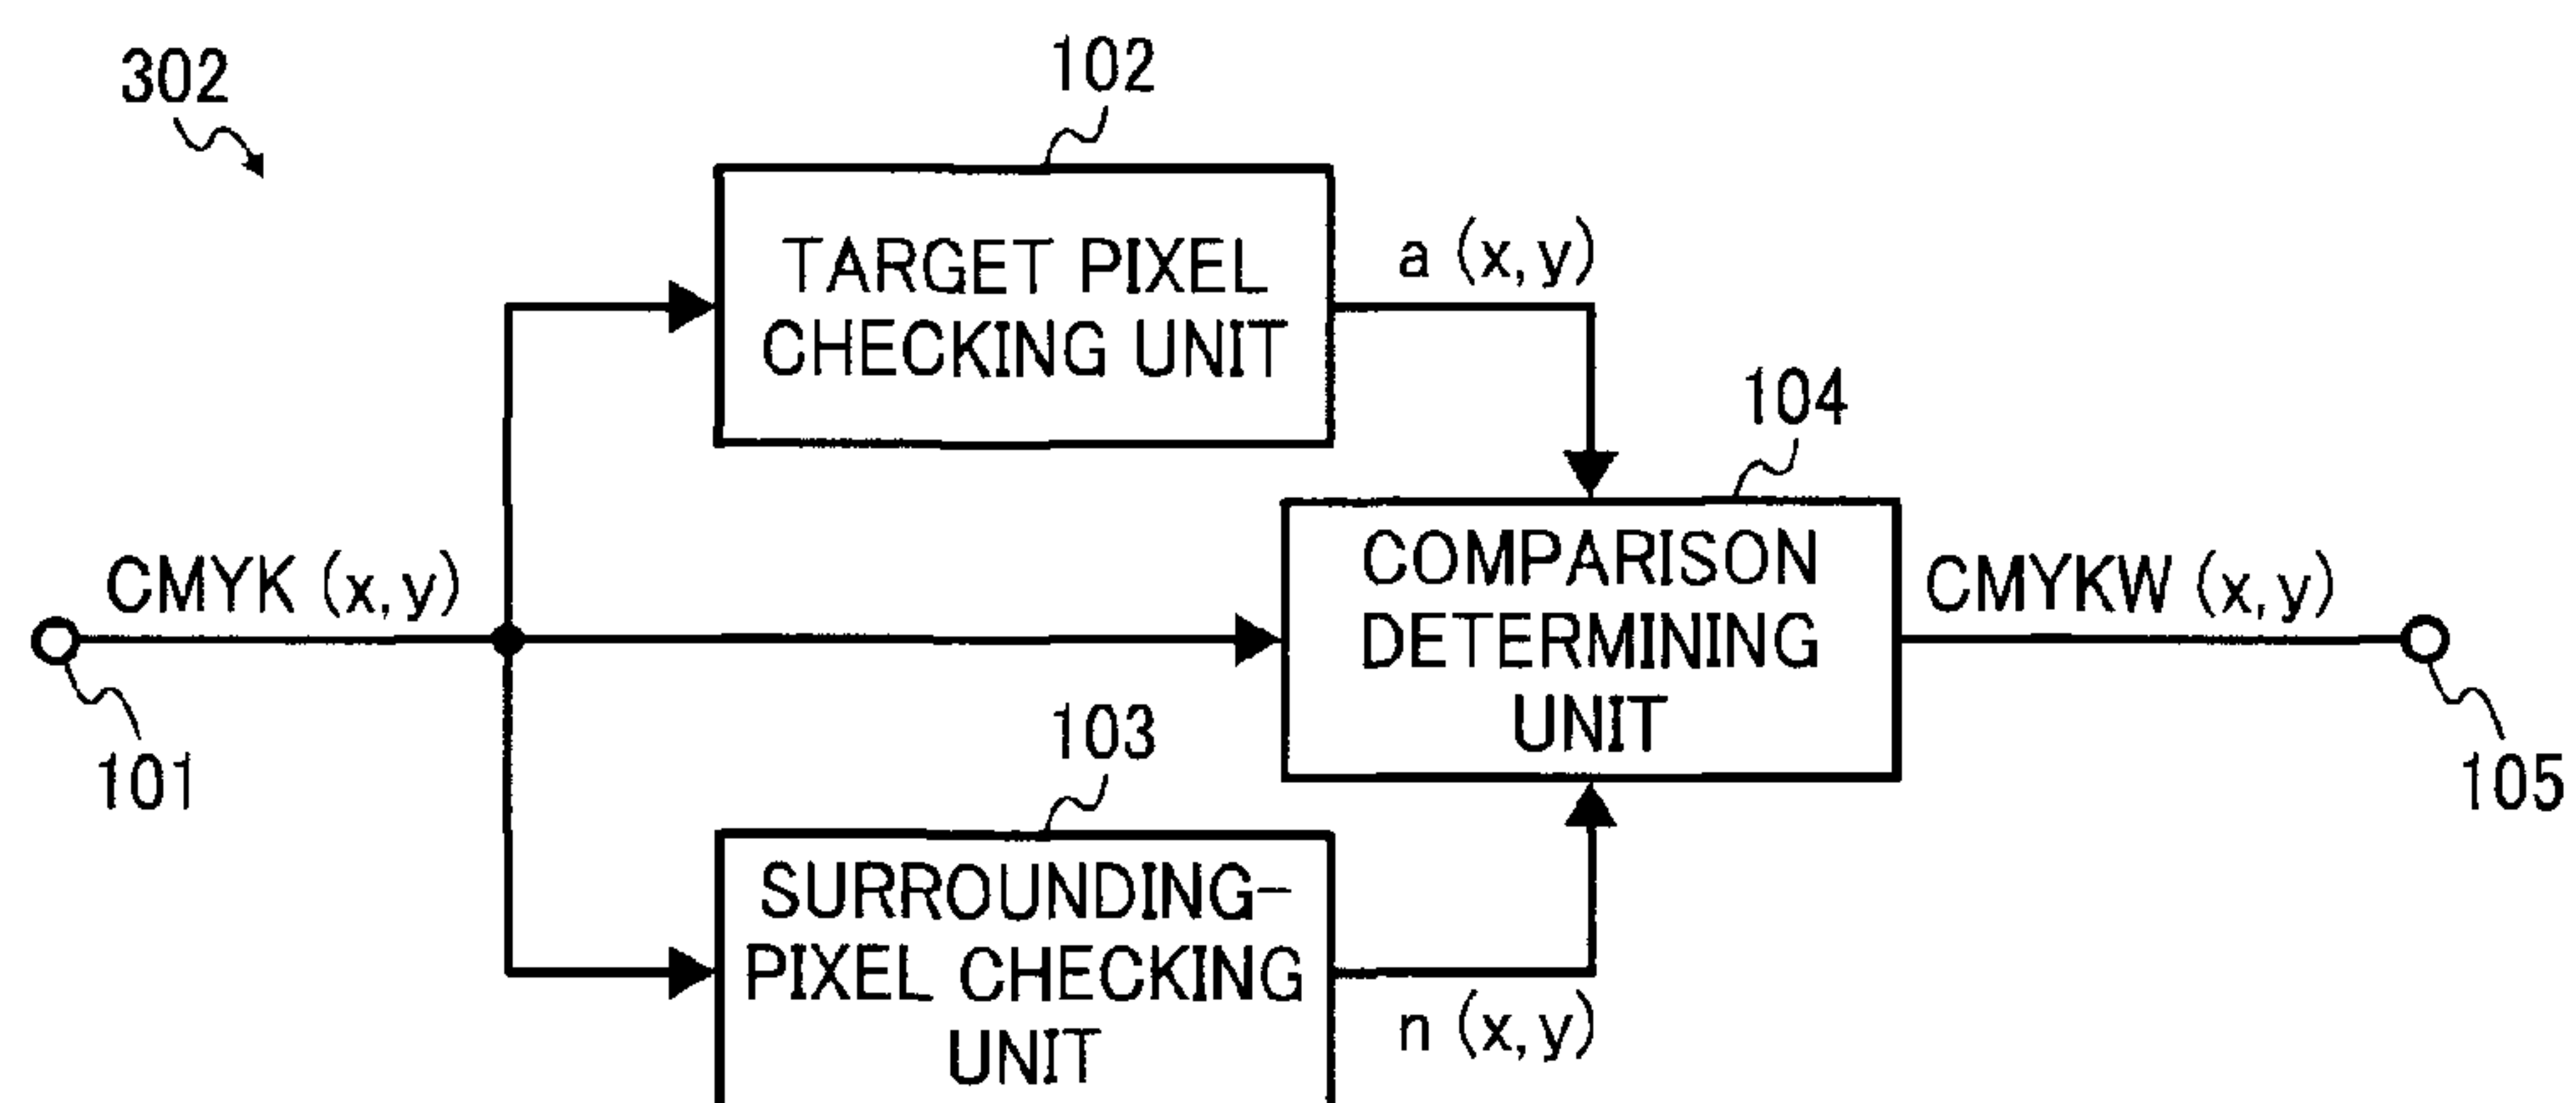 302
102
TARGET PIXEL
CHECKING UNIT
a (x, y)
104
CMYK (x, y)
COMPARISON
DETERMINING
UNIT
CMYKW (x, y)
101
103
105
SURROUNDING-
PIXEL CHECKING
UNIT
n (x, y)